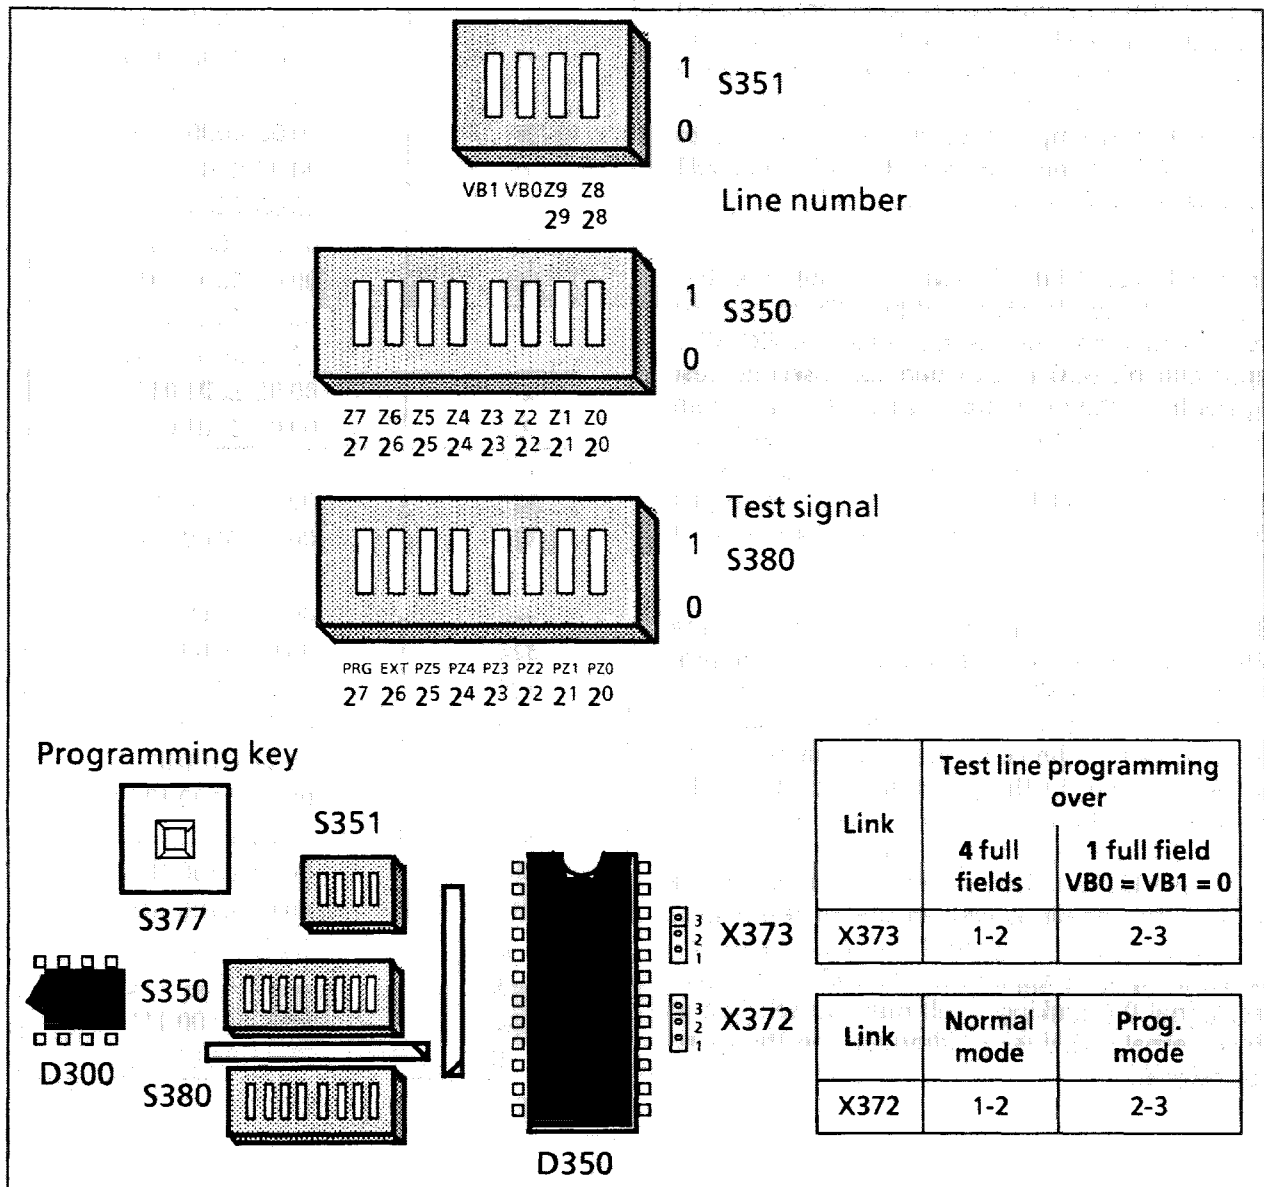 1
S351
0
VB1 VB0 Z9 Z8
2⁹ 2⁸
Line number
1
S350
0
Z7 Z6 Z5 Z4 Z3 Z2 Z1 Z0
2⁷ 2⁶ 2⁵ 2⁴ 2³ 2² 2¹ 2⁰
Test signal
1
S380
0
PRG EXT PZ5 PZ4 PZ3 PZ2 PZ1 PZ0
2⁷ 2⁶ 2⁵ 2⁴ 2³ 2² 2¹ 2⁰
Programming key
S377
S351
S350
D300
S380
D350
3
2
1
X373
3
2
1
X372
Link
Test line programming
over
4 full
fields
1 full field
VB0 = VB1 = 0
X373 1-2 2-3
Link
Normal
mode
Prog.
mode
X372 1-2 2-3